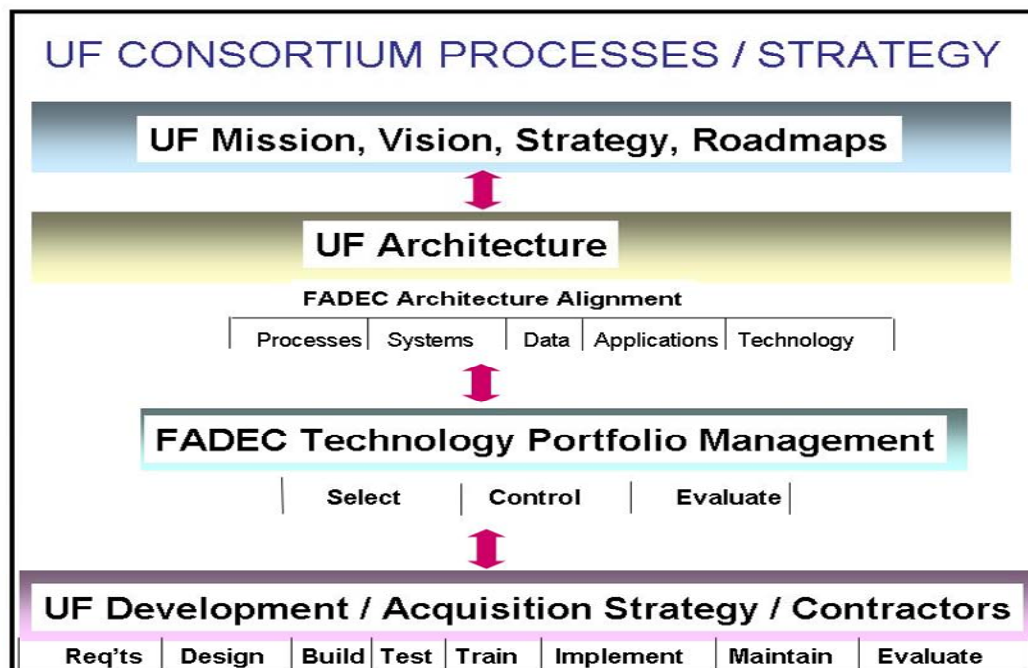 UF CONSORTIUM PROCESSES / STRATEGY
UF Mission, Vision, Strategy, Roadmaps
UF Architecture
FADEC Architecture Alignment
Processes Systems Data Applications Technology
FADEC Technology Portfolio Management
Select Control Evaluate
UF Development / Acquisition Strategy / Contractors
Req'ts Design Build Test Train Implement Maintain Evaluate